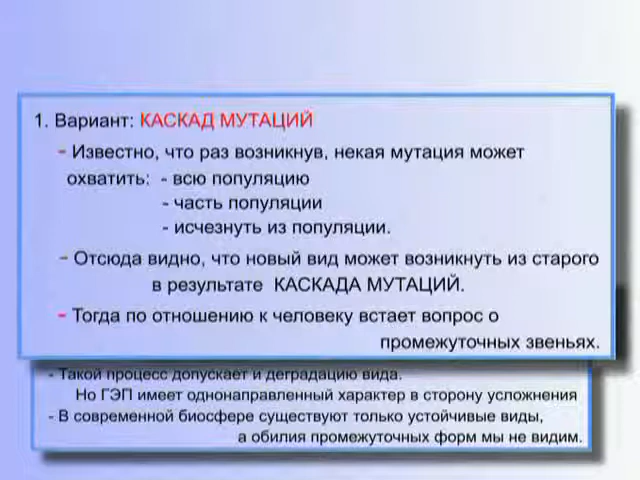 1. Вариант: КАСКАД МУТАЦИЙ
- Известно, что раз возникнув, некая мутация может
охватить: - всю популяцию
- часть популяции
- исчезнуть из популяции.
- Отсюда видно, что новый вид может возникнуть из старого
в результате КАСКАДА МУТАЦИЙ.
- Тогда по отношению к человеку встает вопрос о
промежуточных звеньях.
- Такой процесс допускает и деградацию вида.
Но ГЭП имеет однонаправленный характер в сторону усложнения
- В современной биосфере существуют только устойчивые виды,
а обилия промежуточных форм мы не видим.